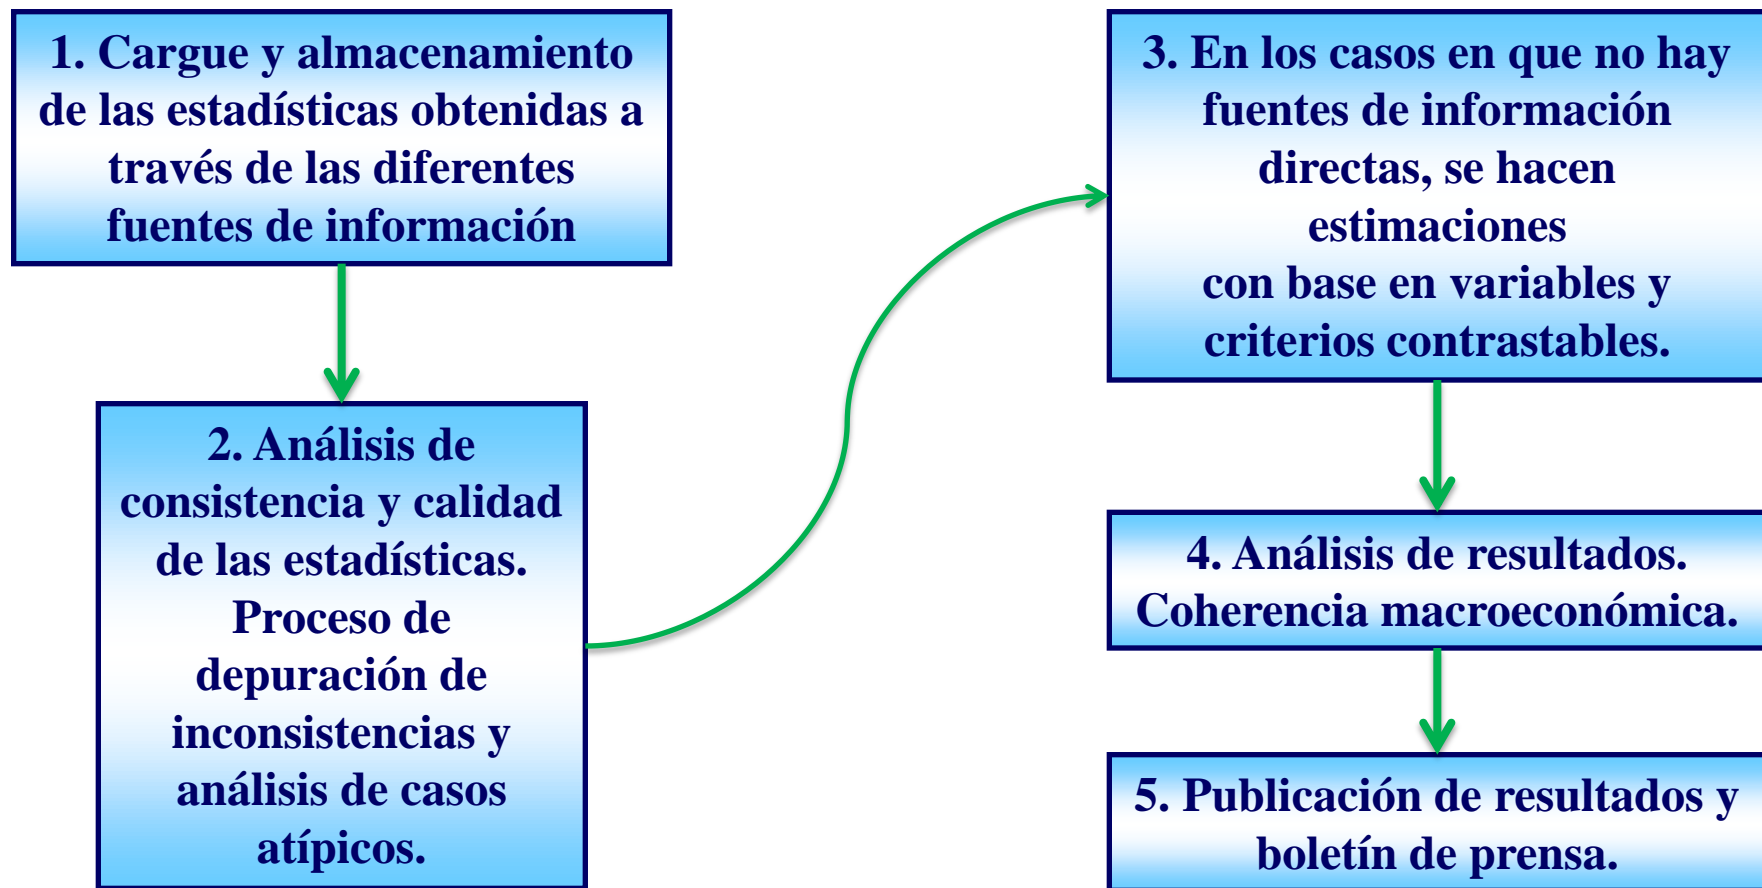 1. Cargue y almacenamiento
de las estadísticas obtenidas a
través de las diferentes
fuentes de información
2. Análisis de
consistencia y calidad
de las estadísticas.
Proceso de
depuración de
inconsistencias y
análisis de casos
atípicos.
3. En los casos en que no hay
fuentes de información
directas, se hacen
estimaciones
con base en variables y
criterios contrastables.
4. Análisis de resultados.
Coherencia macroeconómica.
5. Publicación de resultados y
boletín de prensa.